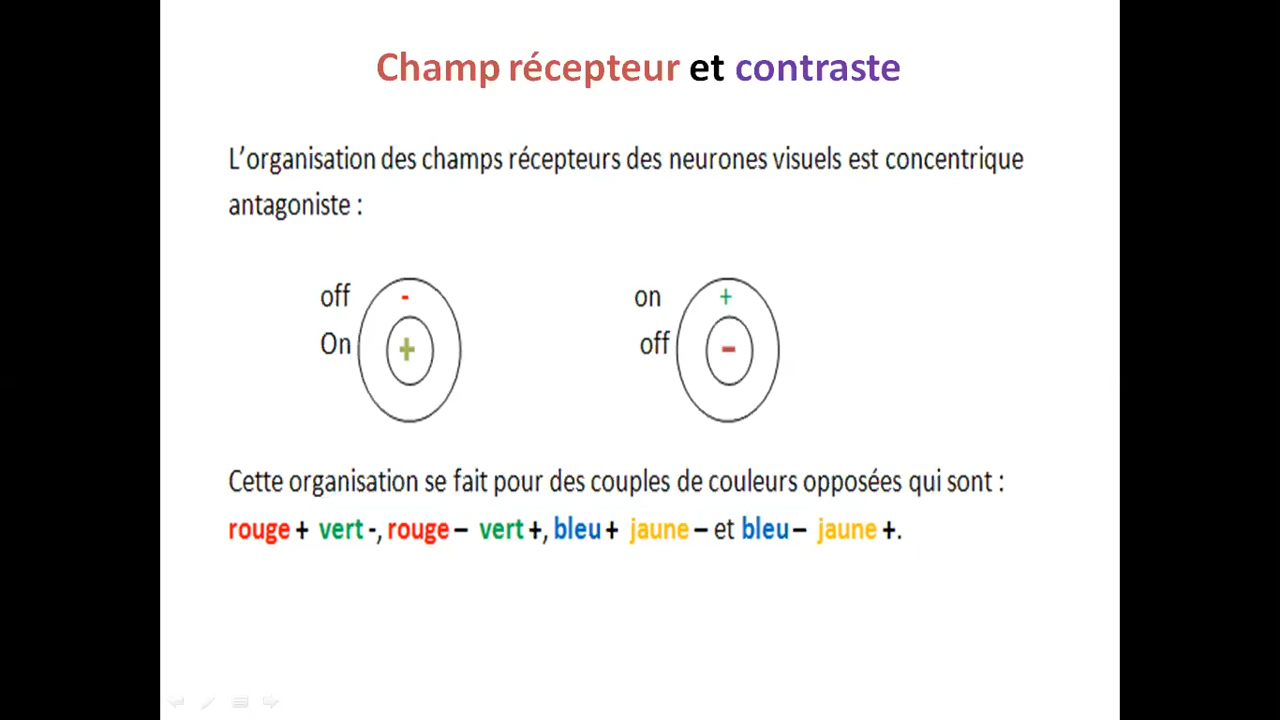 Champ récepteur et contraste
L’organisation des champs récepteurs des neurones visuels est concentrique
antagoniste :
off - on +
On + off –
Cette organisation se fait pour des couples de couleurs opposées qui sont :
rouge + vert -, rouge – vert +, bleu + jaune – et bleu – jaune +.